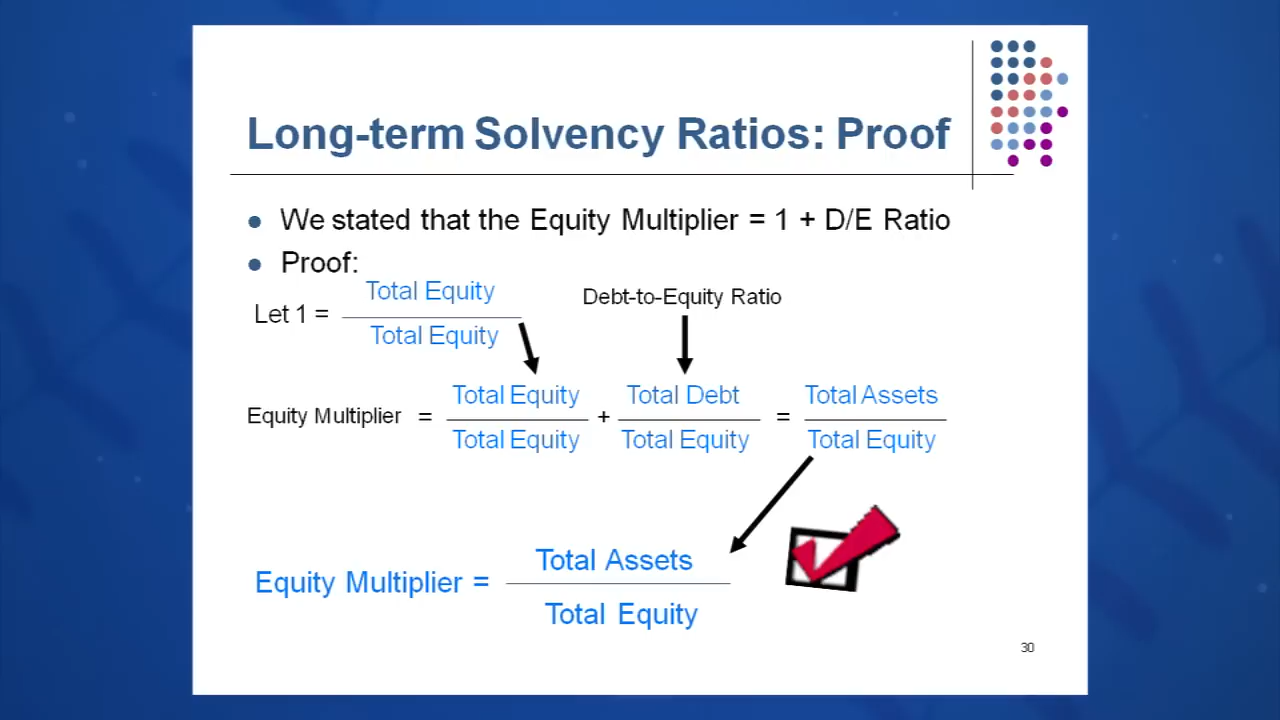 Long-term Solvency Ratios: Proof
We stated that the Equity Multiplier = 1 + D/E Ratio
Proof:
Let 1 =
Total Equity
Total Equity
Debt-to-Equity Ratio
Equity Multiplier =
Total Equity
Total Equity
+
Total Debt
Total Equity
=
Total Assets
Total Equity
Equity Multiplier =
Total Assets
Total Equity
30